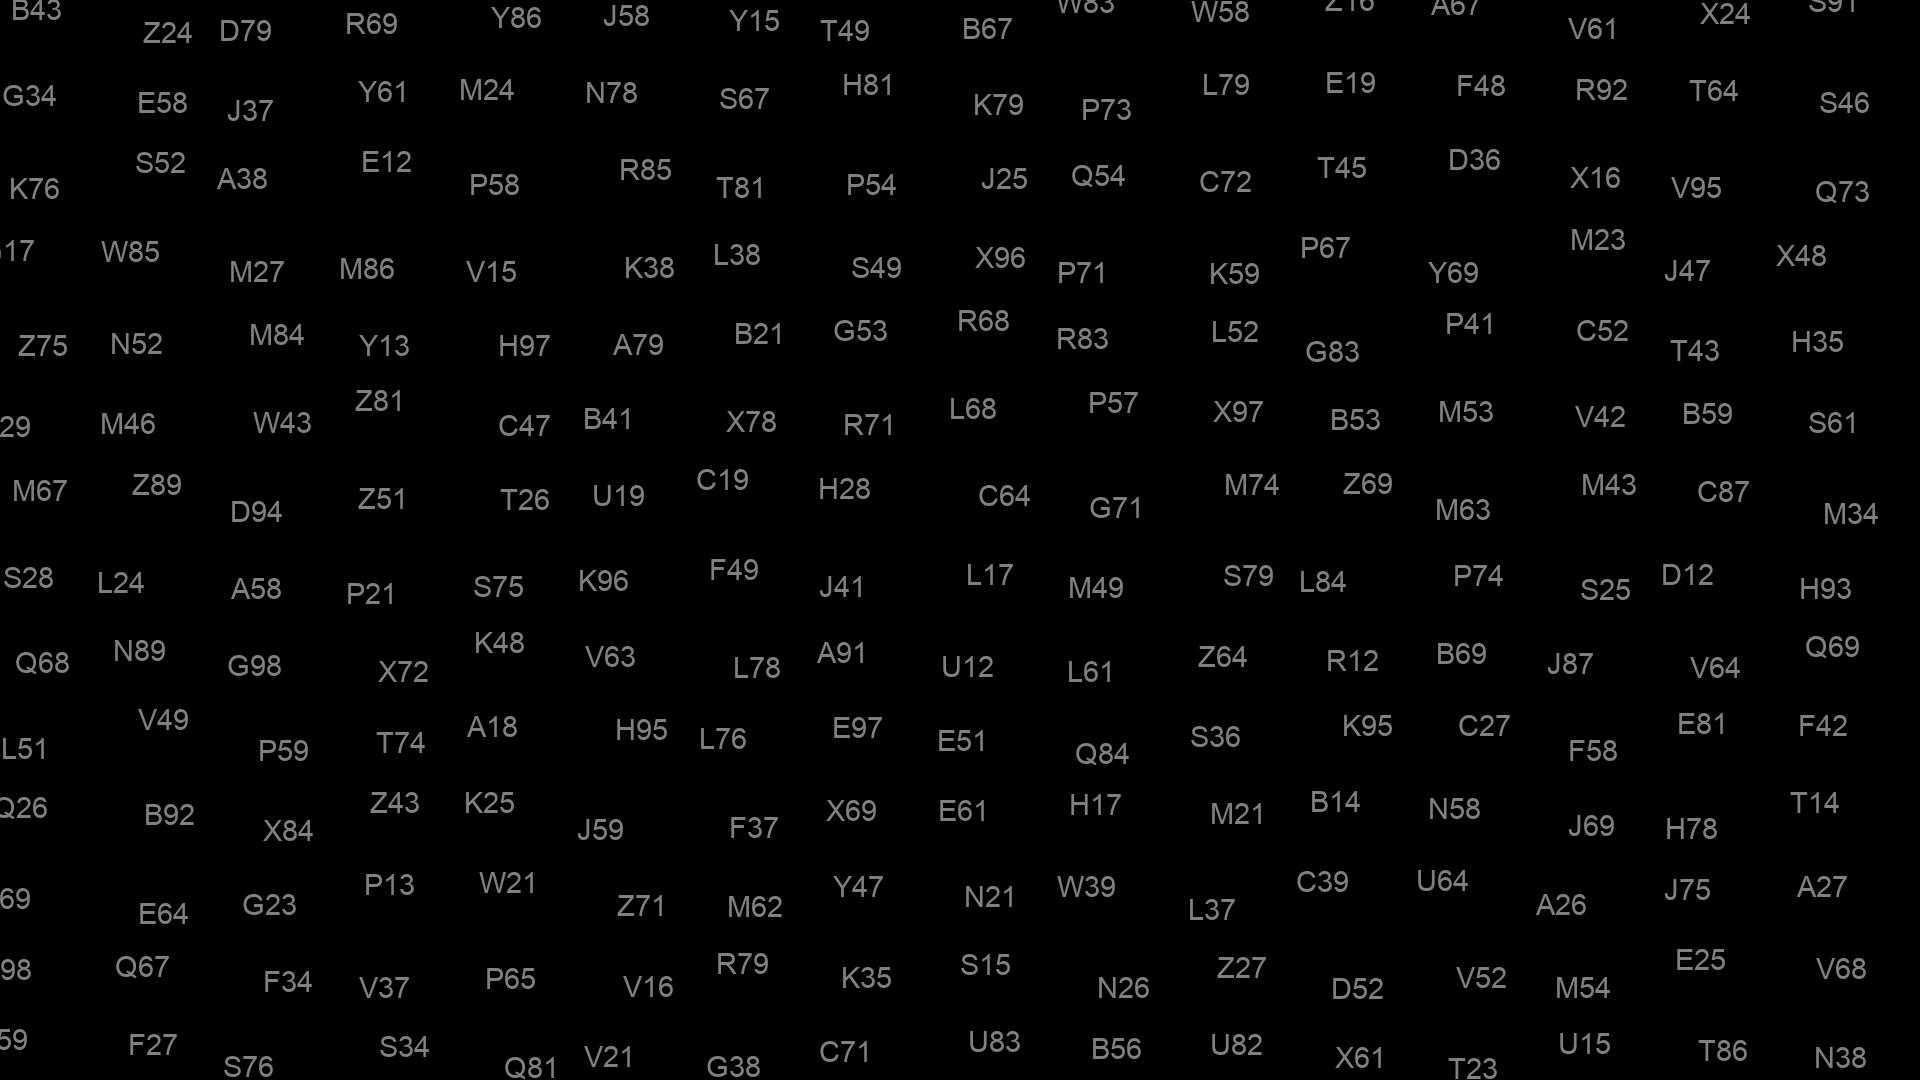 B43 Z24 D79 R69 Y86 J58 Y15 T49 B67 W83 W58 Z16 A67 V61 X24 S91
G34 E58 J37 Y61 M24 N78 S67 H81 K79 P73 L79 E19 F48 R92 T64 S46
K76 S52 A38 E12 P58 R85 T81 P54 J25 Q54 C72 T45 D36 X16 V95 Q73
17 W85 M27 M86 V15 K38 L38 S49 X96 P71 K59 P67 Y69 M23 J47 X48
Z75 N52 M84 Y13 H97 A79 B21 G53 R68 R83 L52 G83 P41 C52 T43 H35
29 M46 W43 Z81 C47 B41 X78 R71 L68 P57 X97 B53 M53 V42 B59 S61
M67 Z89 D94 Z51 T26 U19 C19 H28 C64 G71 M74 Z69 M63 M43 C87 M34
S28 L24 A58 P21 S75 K96 F49 J41 L17 M49 S79 L84 P74 S25 D12 H93
Q68 N89 G98 X72 K48 V63 L78 A91 U12 L61 Z64 R12 B69 J87 V64 Q69
L51 V49 P59 T74 A18 H95 L76 E97 E51 Q84 S36 K95 C27 F58 E81 F42
Q26 B92 X84 Z43 K25 J59 F37 X69 E61 H17 M21 B14 N58 J69 H78 T14
69 E64 G23 P13 W21 Z71 M62 Y47 N21 W39 L37 C39 U64 A26 J75 A27
98 Q67 F34 V37 P65 V16 R79 K35 S15 N26 Z27 D52 V52 M54 E25 V68
59 F27 S76 S34 Q81 V21 G38 C71 U83 B56 U82 X61 T23 U15 T86 N38